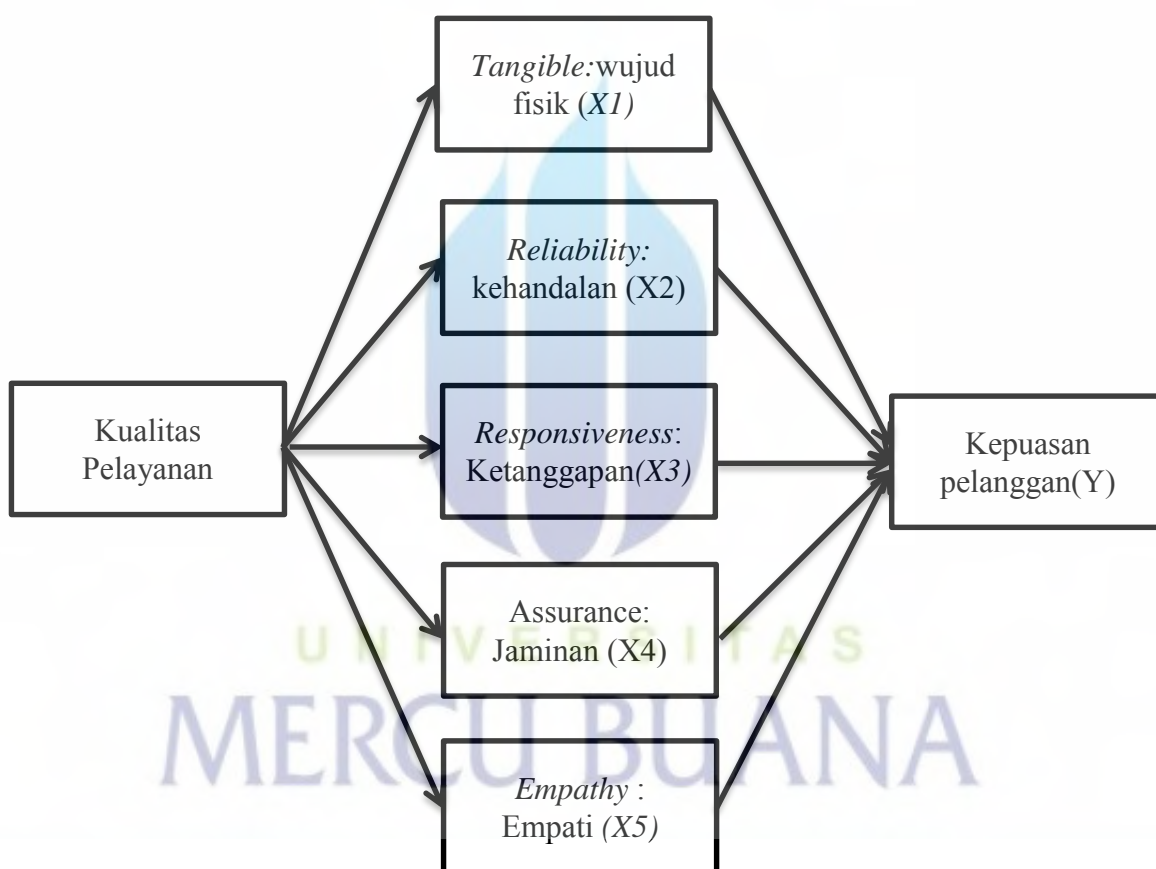 Tangible:wujud
fisik (X1)
Reliability:
kehandalan (X2)
Kualitas
Pelayanan
Responsiveness:
Ketanggapan(X3)
Kepuasan
pelanggan(Y)
Assurance:
Jaminan (X4)
UNIVERSITAS
MERCU BUANA
Empathy :
Empati (X5)